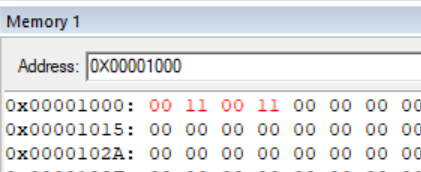 Memory 1
Address: 0X00001000
0x00001000: 00 11 00 11 00 00 00 00
0x00001015: 00 00 00 00 00 00 00 00
0x0000102A: 00 00 00 00 00 00 00 00